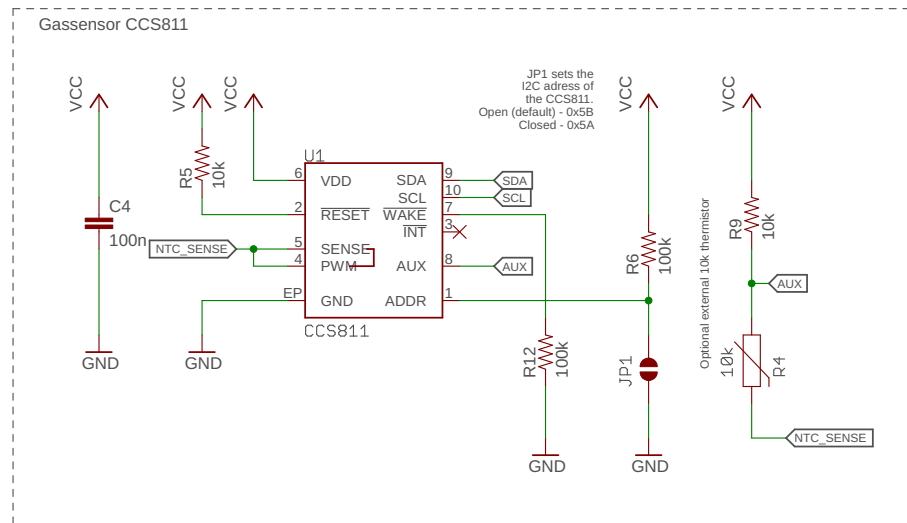 Gassensor CCS811
VCC
VCC
VCC
VCC
VCC
JP1 sets the
I2C adress of
the CCS811.
Open (default) - 0x5B
Closed - 0x5A
C4
100n
R5
10k
U1
6
VDD
2
RESET
5
SENSE
4
PWM
EP
GND
SDA
9
SCL
10
WAKE
7
INT
3
AUX
8
ADDR
1
CCS811
NTC_SENSE
SDA
SCL
AUX
R12
100k
R6
100k
JP1
Optional external 10k thermistor
R9
10k
AUX
10k
R4
NTC_SENSE
GND
GND
GND
GND